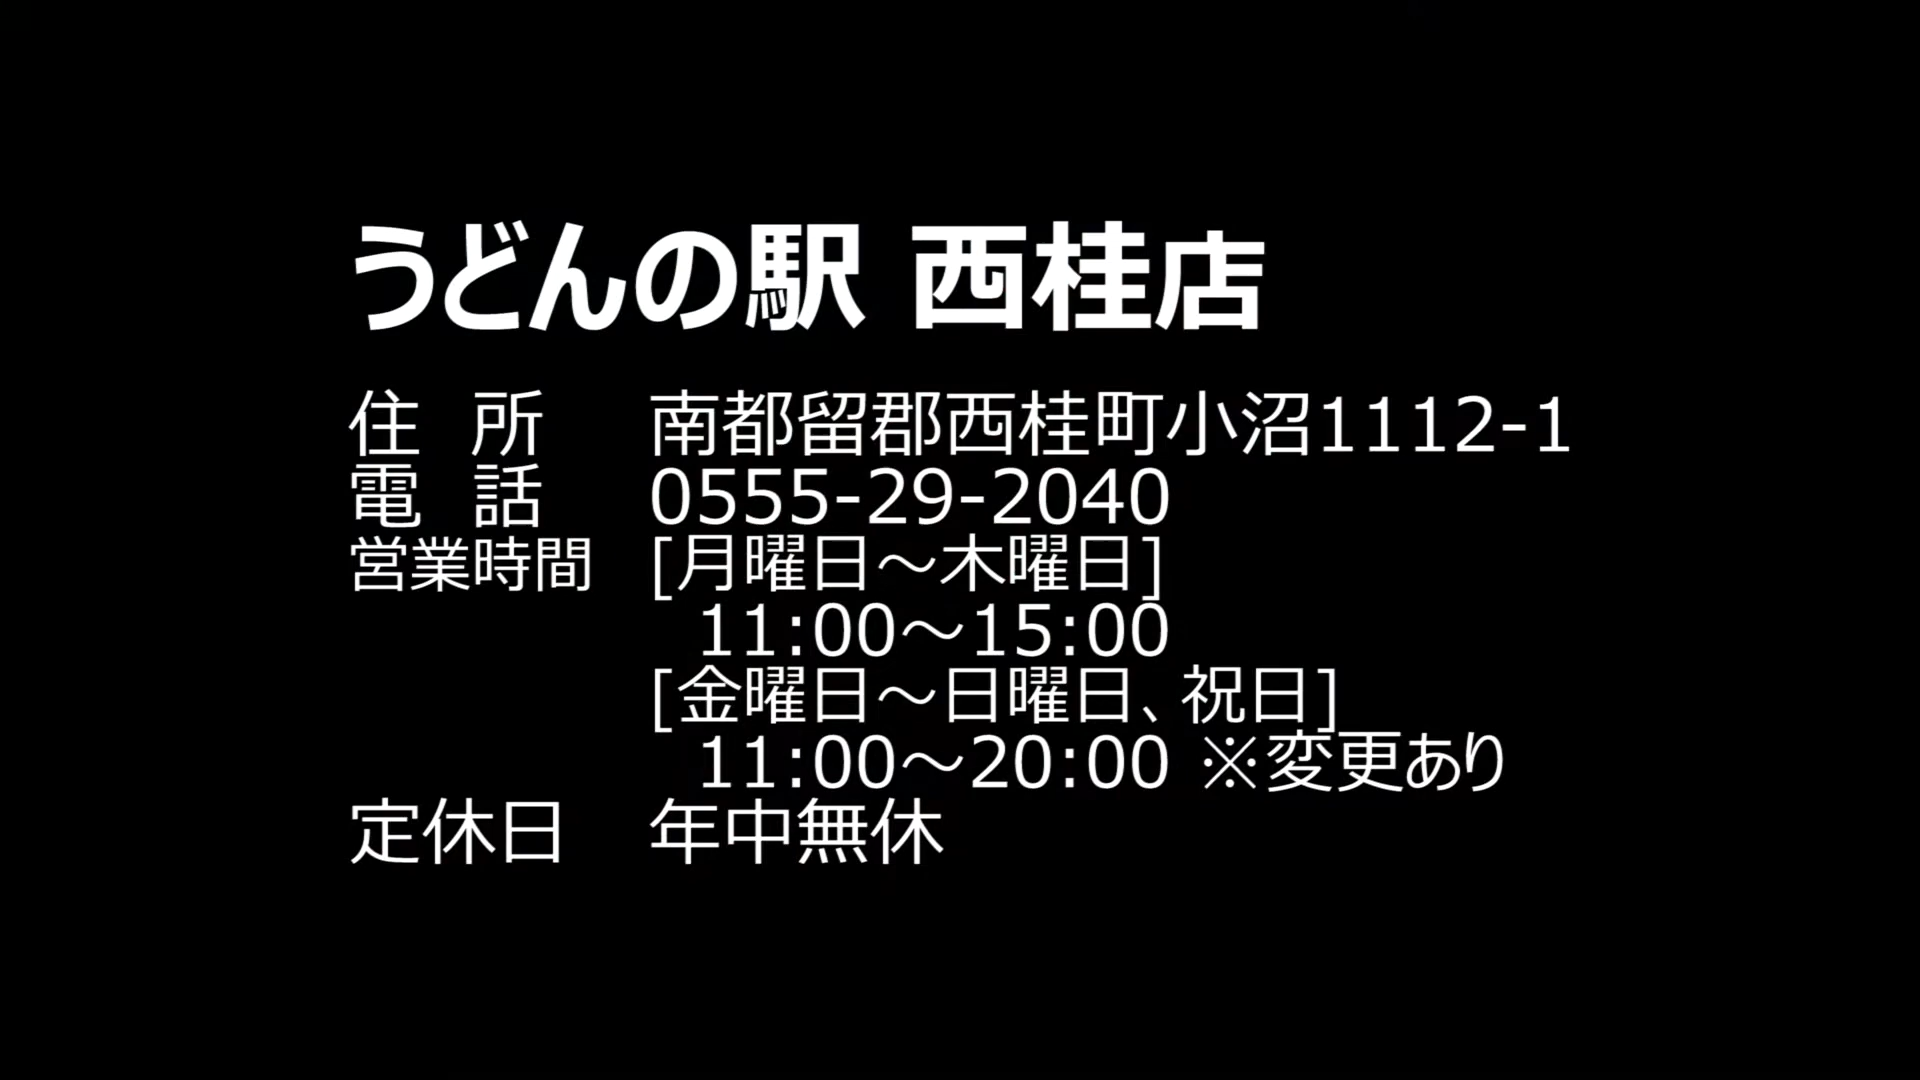 うどんの駅 西桂店
住 所 南都留郡西桂町小沼1112-1
電 話 0555-29-2040
営業時間 [月曜日～木曜日]
11:00～15:00
[金曜日～日曜日、祝日]
11:00～20:00 ※変更あり
定休日 年中無休